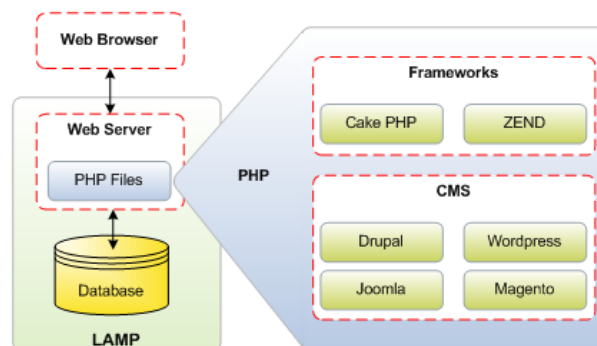 Web Browser
Web Server
PHP Files
Database
LAMP
PHP
Frameworks
Cake PHP
ZEND
CMS
Drupal
Wordpress
Joomla
Magento